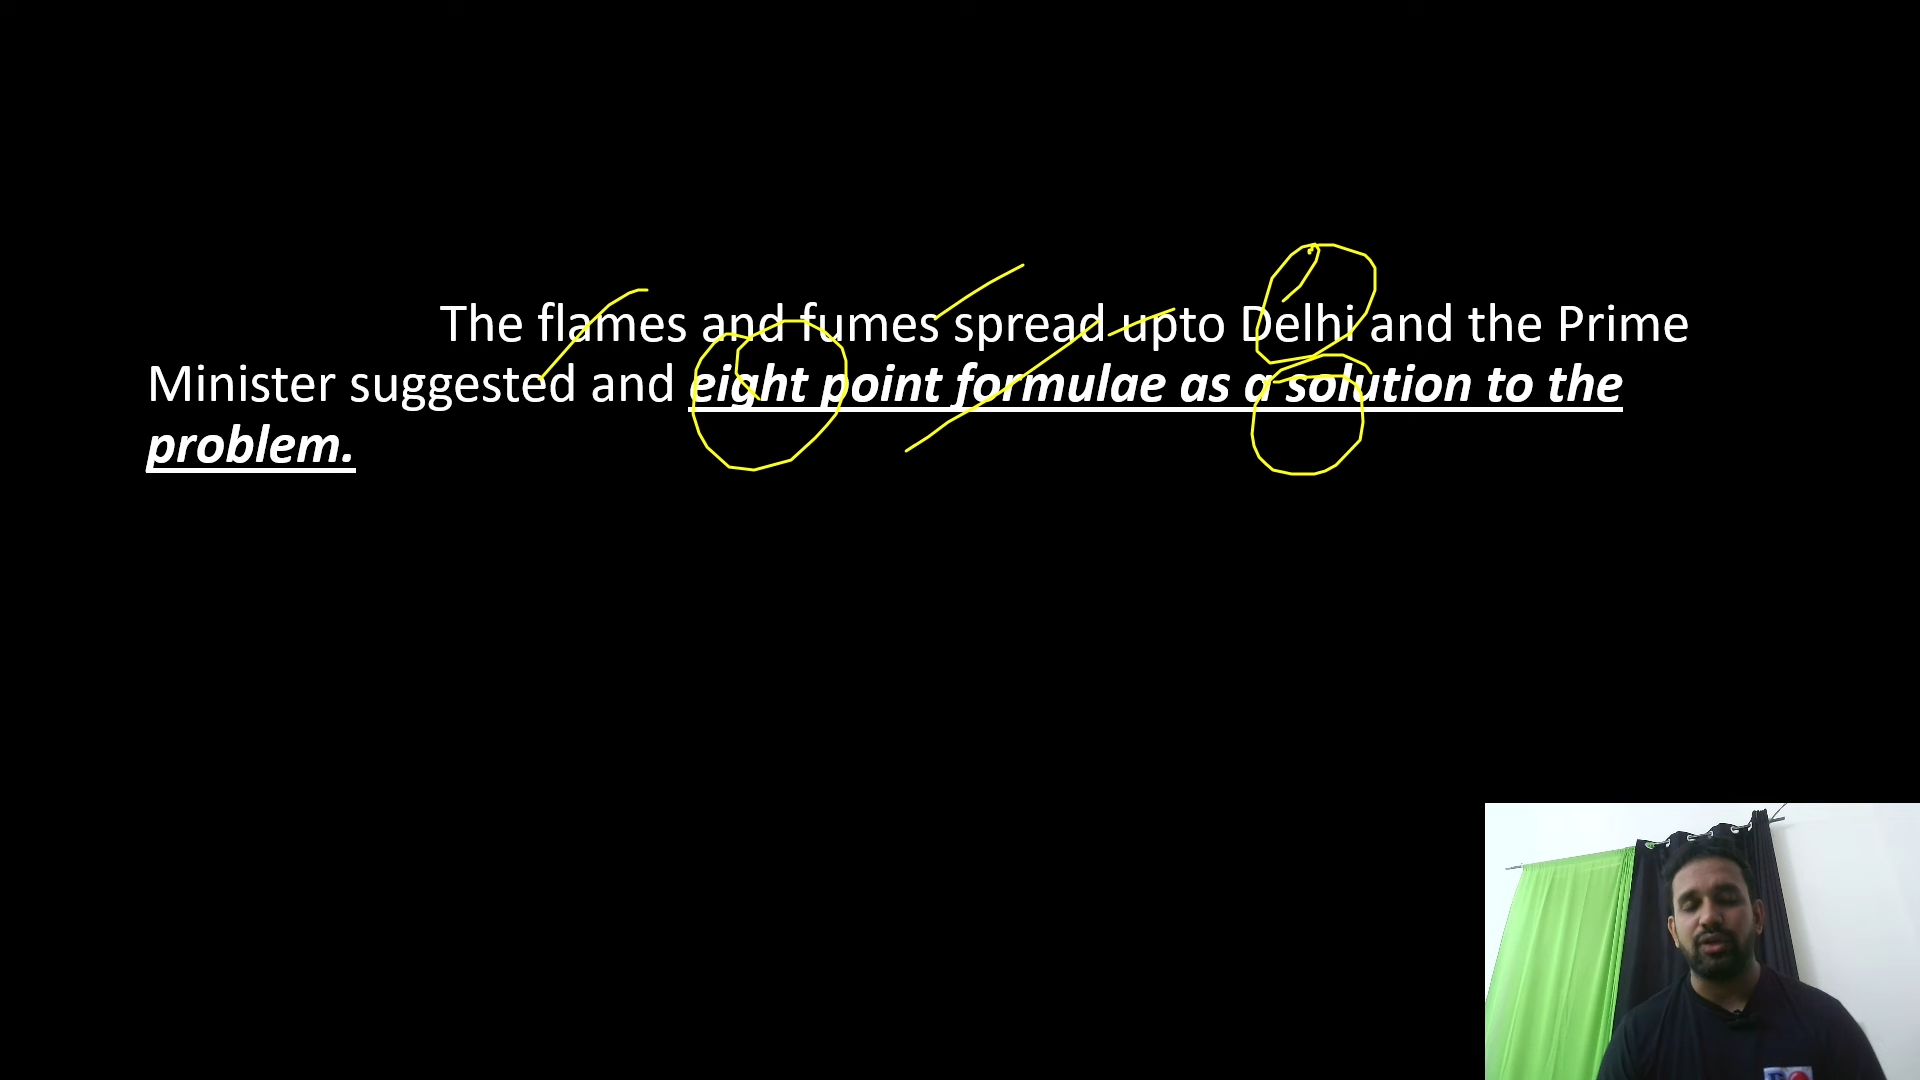 The flames and fumes spread upto Delhi and the Prime
Minister suggested and eight point formulae as a solution to the
problem.